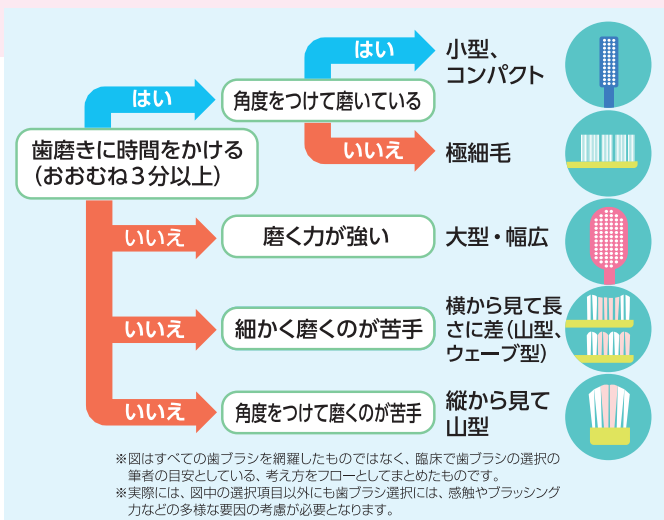 はい
小型、
コンパクト
はい
角度をつけて磨いている
いいえ
極細毛
歯磨きに時間をかける
(おおむね3分以上)
いいえ
磨く力が強い
大型・幅広
いいえ
細かく磨くのが苦手
横から見て長
さに差(山型、
ウェーブ型)
いいえ
角度をつけて磨くのが苦手
縦から見て
山型
※図はすべての歯ブラシを網羅したものではなく、臨床で歯ブラシの選択の
筆者の目安としている、考え方をフローとしてまとめたものです。
※実際には、図中の選択項目以外にも歯ブラシ選択には、感触やブラッシング
力などの多様な要因の考慮が必要となります。